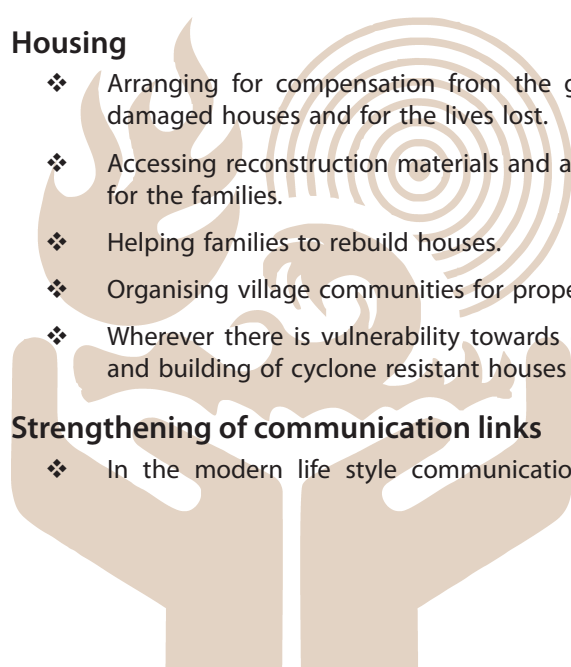 Housing
❖ Arranging for compensation from the
damaged houses and for the lives lost.
❖ Accessing reconstruction materials and
for the families.
❖ Helping families to rebuild houses.
❖ Organising village communities for
❖ Wherever there is vulnerability towards
and building of cyclone resistant houses
Strengthening of communication links
❖ In the modern life style